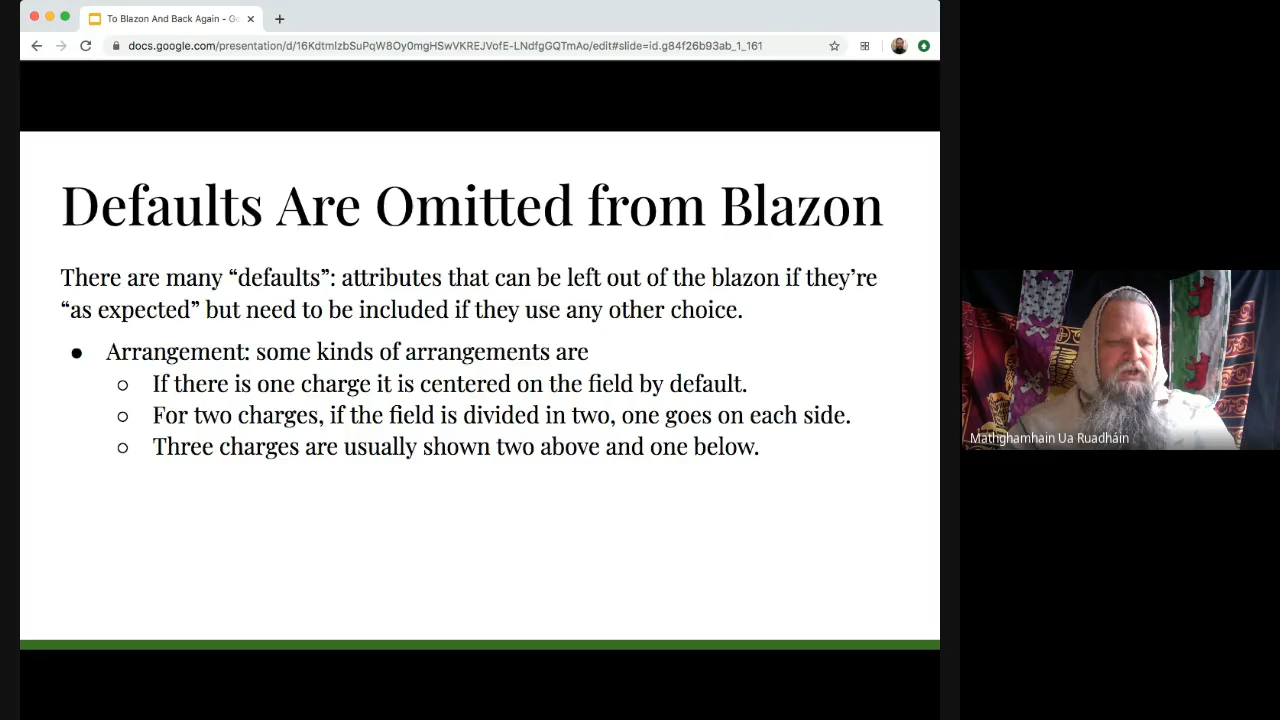 To Blazon And Back Again - Go
docs.google.com/presentation/d/16KdtmIzbSuPqW8Oy0mgHSwVKREJVofE-LNdfgGQTmAo/edit#slide=id.g84f26b93ab_1_161
Defaults Are Omitted from Blazon
There are many “defaults”: attributes that can be left out of the blazon if they’re
“as expected” but need to be included if they use any other choice.
● Arrangement: some kinds of arrangements are
○ If there is one charge it is centered on the field by default.
○ For two charges, if the field is divided in two, one goes on each side.
○ Three charges are usually shown two above and one below.
Mathghamhain Ua Ruadháin